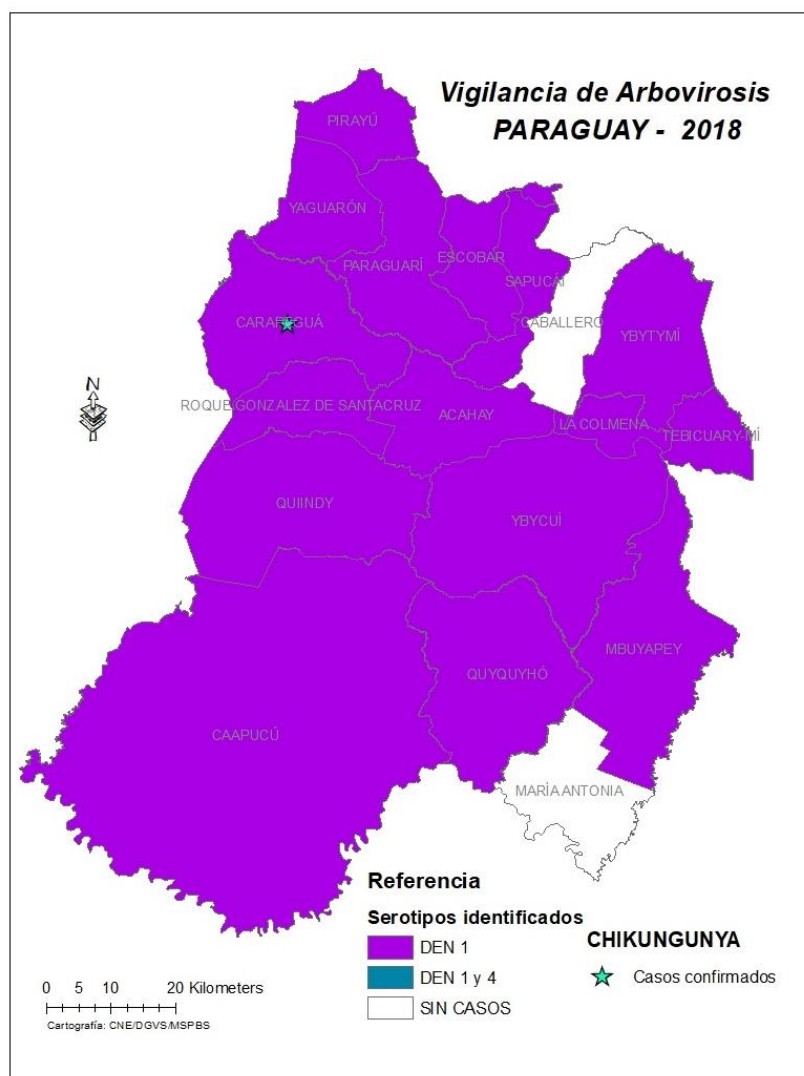 Vigilancia de Arbovirosis
PARAGUAY - 2018
PIRAYÚ
YAGUARÓN
PARAGUARÍ
ESCOBAR
SAPUCÁI
CABALLERO
YBYTYMÍ
CARAPEGUÁ
N
ROQUE GONZALEZ DE SANTACRUZ
ACAHAY
LA COLMENA
TEBICUARY-MÍ
QUIINDY
YBYCUÍ
MBUYAPEY
QUYQUYHÓ
CAAPUCÚ
MARÍA ANTONIA
Referencia
Serotipos identificados
DEN 1
DEN 1 y 4
SIN CASOS
CHIKUNGUNYA
Casos confirmados
0 5 10 20 Kilometers
Cartografía: CNE/DGVS/MSPBS